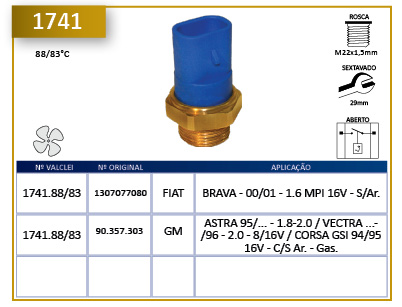 1741
88/83°C
ROSCA
M22x1,5mm
SEXTAVADO
29mm
ABERTO
Nº VALCLEI Nº ORIGINAL APLICAÇÃO
1741.88/83 1307077080 FIAT BRAVA - 00/01 - 1.6 MPI 16V - S/Ar.
1741.88/83 90.357.303 GM ASTRA 95/... - 1.8-2.0 / VECTRA ...-
/96 - 2.0 - 8/16V / CORSA GSI 94/95
16V - C/S Ar. - Gas.